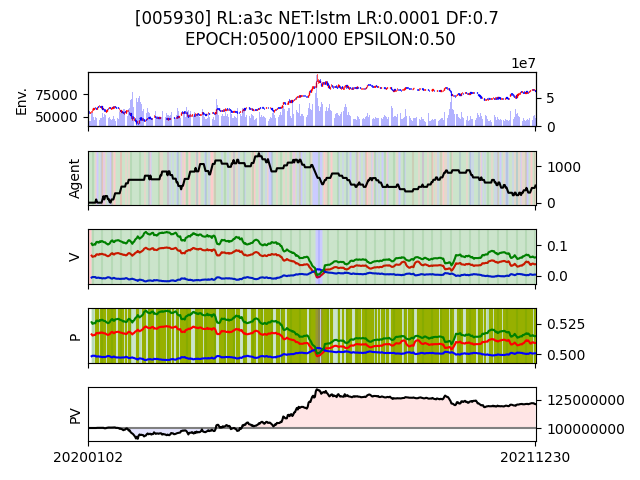 [005930] RL:a3c NET:lstm LR:0.0001 DF:0.7
EPOCH:0500/1000 EPSILON:0.50
1e7
Env.
75000
50000
5
0
Agent
1000
0
V
0.1
0.0
P
0.525
0.500
PV
125000000
100000000
20200102
20211230